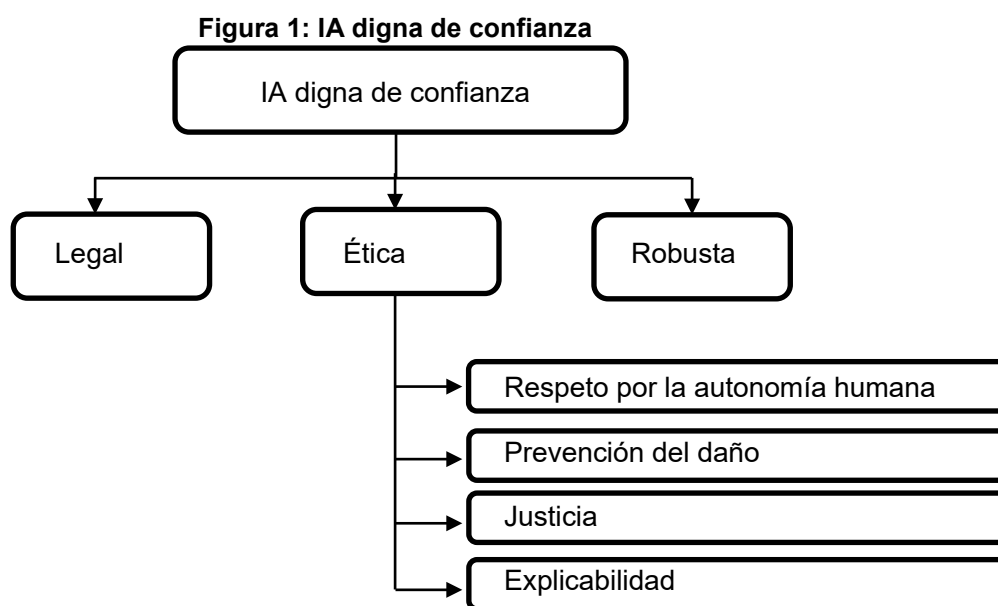 Figura 1: IA digna de confianza
IA digna de confianza
Legal
Ética
Robusta
Respeto por la autonomía humana
Prevención del daño
Justicia
Explicabilidad